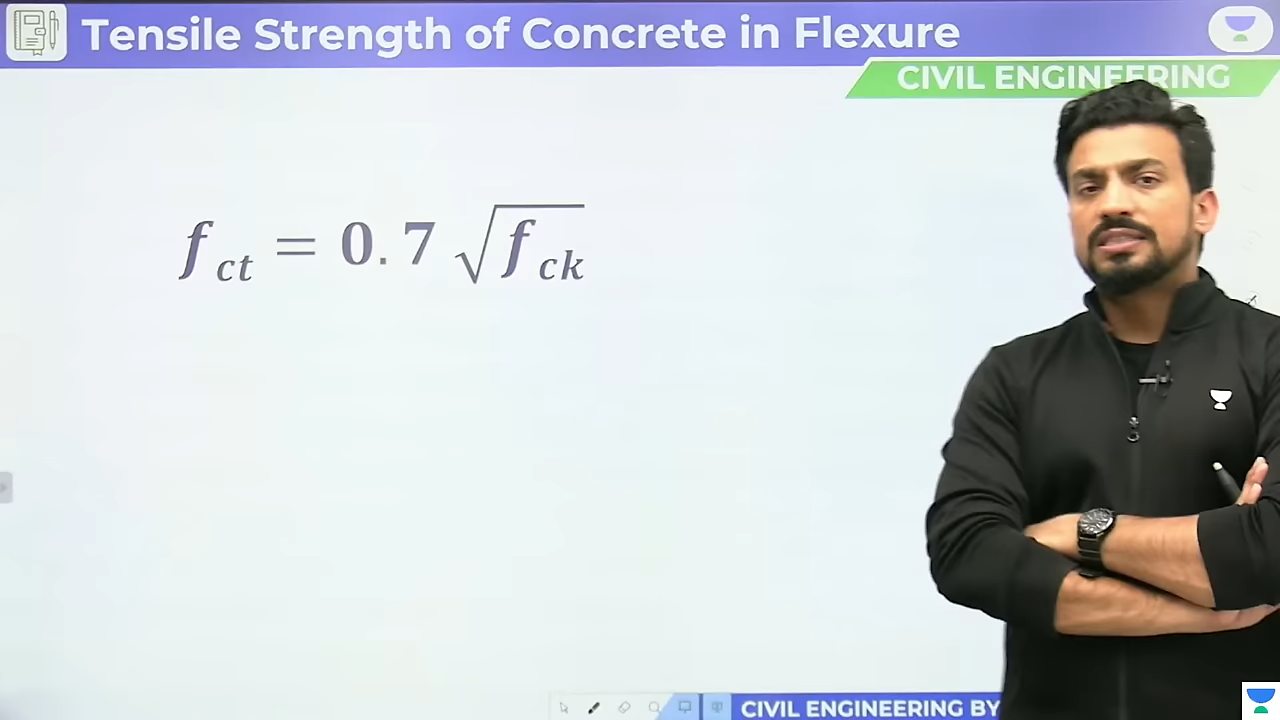 Tensile Strength of Concrete in Flexure
CIVIL ENGINEERING
f_ct = 0.7 √f_ck
CIVIL ENGINEERING BY